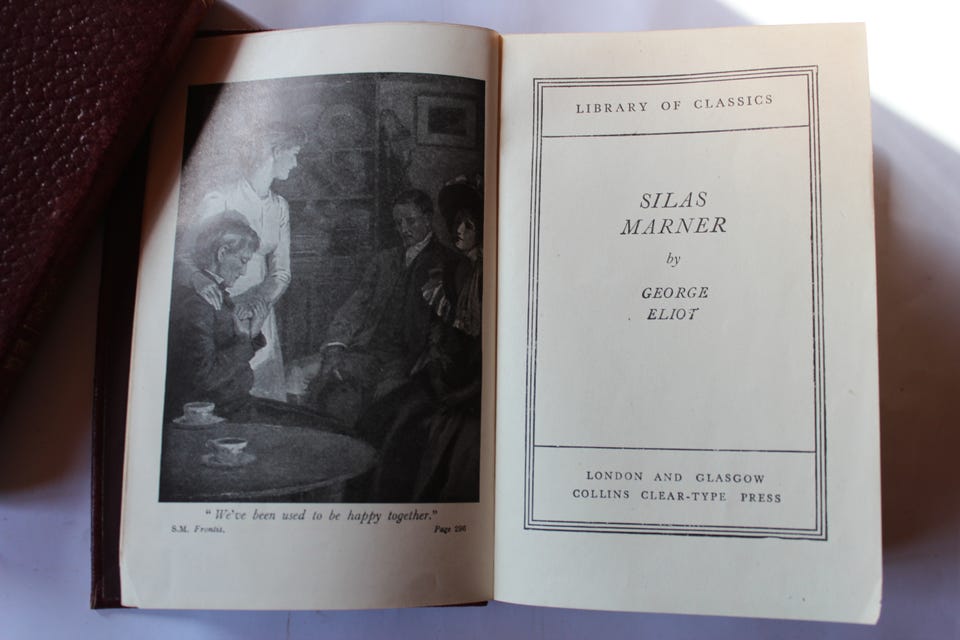 "We've been used to be happy together."
S.M. Frontis. Page 296
LIBRARY OF CLASSICS
SILAS
MARNER
by
GEORGE
ELIOT
LONDON AND GLASGOW
COLLINS CLEAR-TYPE PRESS